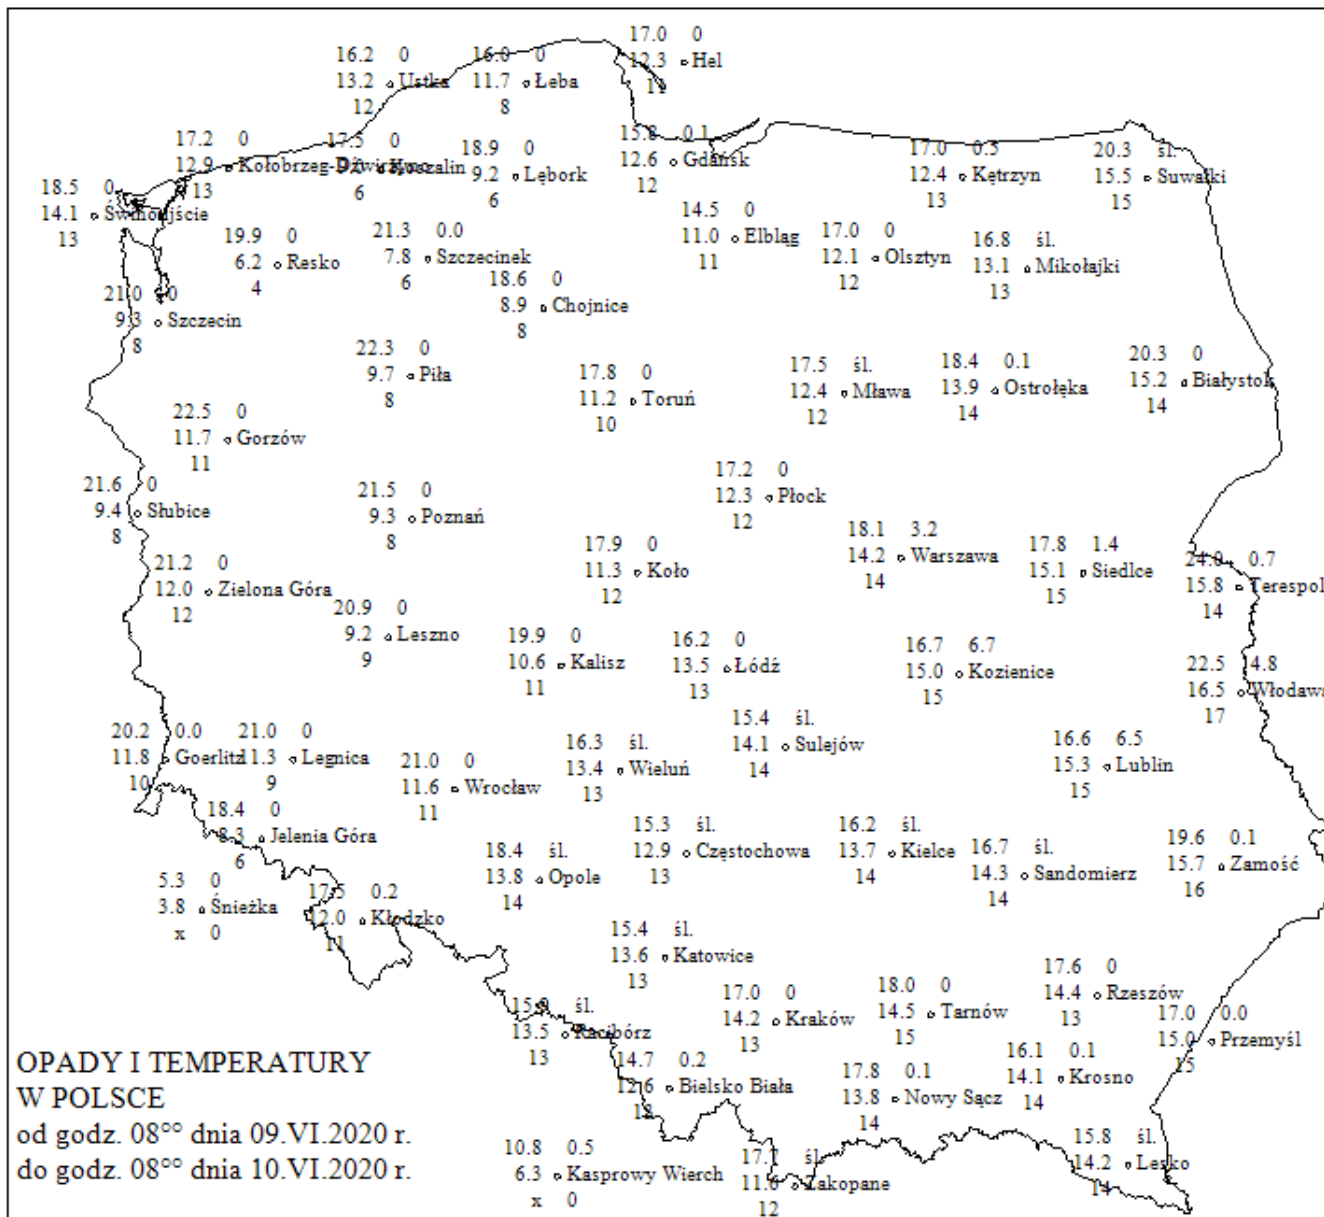 17.0 0
12.3 Hel
11
16.2 0
13.2 Ustka
12
16.0 0
11.7 Łeba
8
17.2 0
12.9 Kołobrzeg-Dźwirzyno
13
17.5 0
Koszalin
6
18.9 0
9.2 Lębork
6
15.8 0.1
12.6 Gdańsk
12
17.0 0.5
12.4 Kętrzyn
13
20.3 śl.
15.5 Suwałki
15
18.5 0
14.1 Świnoujście
13
19.9 0
6.2 Resko
4
21.3 0.0
7.8 Szczecinek
6
14.5 0
11.0 Elbląg
11
17.0 0
12.1 Olsztyn
12
16.8 śl.
13.1 Mikołajki
13
21.0 0
9.3 Szczecin
8
18.6 0
8.9 Chojnice
8
22.3 0
9.7 Piła
8
17.8 0
11.2 Toruń
10
17.5 śl.
12.4 Mława
12
18.4 0.1
13.9 Ostrołęka
14
20.3 0
15.2 Białystok
14
22.5 0
11.7 Gorzów
11
21.6 0
9.4 Słubice
8
21.5 0
9.3 Poznań
8
17.2 0
12.3 Płock
12
18.1 3.2
14.2 Warszawa
14
17.8 1.4
15.1 Siedlce
15
24.0 0.7
15.8 Terespol
14
21.2 0
12.0 Zielona Góra
12
17.9 0
11.3 Koło
12
20.9 0
9.2 Leszno
9
19.9 0
10.6 Kalisz
11
16.2 0
13.5 Łódź
13
16.7 6.7
15.0 Kozienice
15
22.5 4.8
16.5 Włodawa
17
20.2 0.0
11.8 Goerlitz
10
21.0 0
11.3 Legnica
9
21.0 0
11.6 Wrocław
11
16.3 śl.
13.4 Wieluń
13
15.4 śl.
14.1 Sulejów
14
16.6 6.5
15.3 Lublin
15
18.4 0
8.3 Jelenia Góra
6
15.3 śl.
12.9 Częstochowa
13
16.2 śl.
13.7 Kielce
14
16.7 śl.
14.3 Sandomierz
14
19.6 0.1
15.7 Zamość
16
5.3 0
3.8 Śnieżka
x 0
17.5 0.2
12.0 Kłodzko
11
18.4 śl.
13.8 Opole
14
15.4 śl.
13.6 Katowice
13
śl.
13.5 Racibórz
13
17.0 0
14.2 Kraków
13
18.0 0
14.5 Tarnów
15
17.6 0
14.4 Rzeszów
13
17.0 0.0
15.0 Przemyśl
15
14.7 0.2
12.6 Bielsko Biała
17.8 0.1
13.8 Nowy Sącz
14
16.1 0.1
14.1 Krosno
14
10.8 0.5
6.3 Kasprowy Wierch
x 0
śl.
Zakopane
12
15.8 śl.
14.2 Lesko
14
OPADY I TEMPERATURY
W POLSCE
od godz. 08°° dnia 09.VI.2020 r.
do godz. 08°° dnia 10.VI.2020 r.